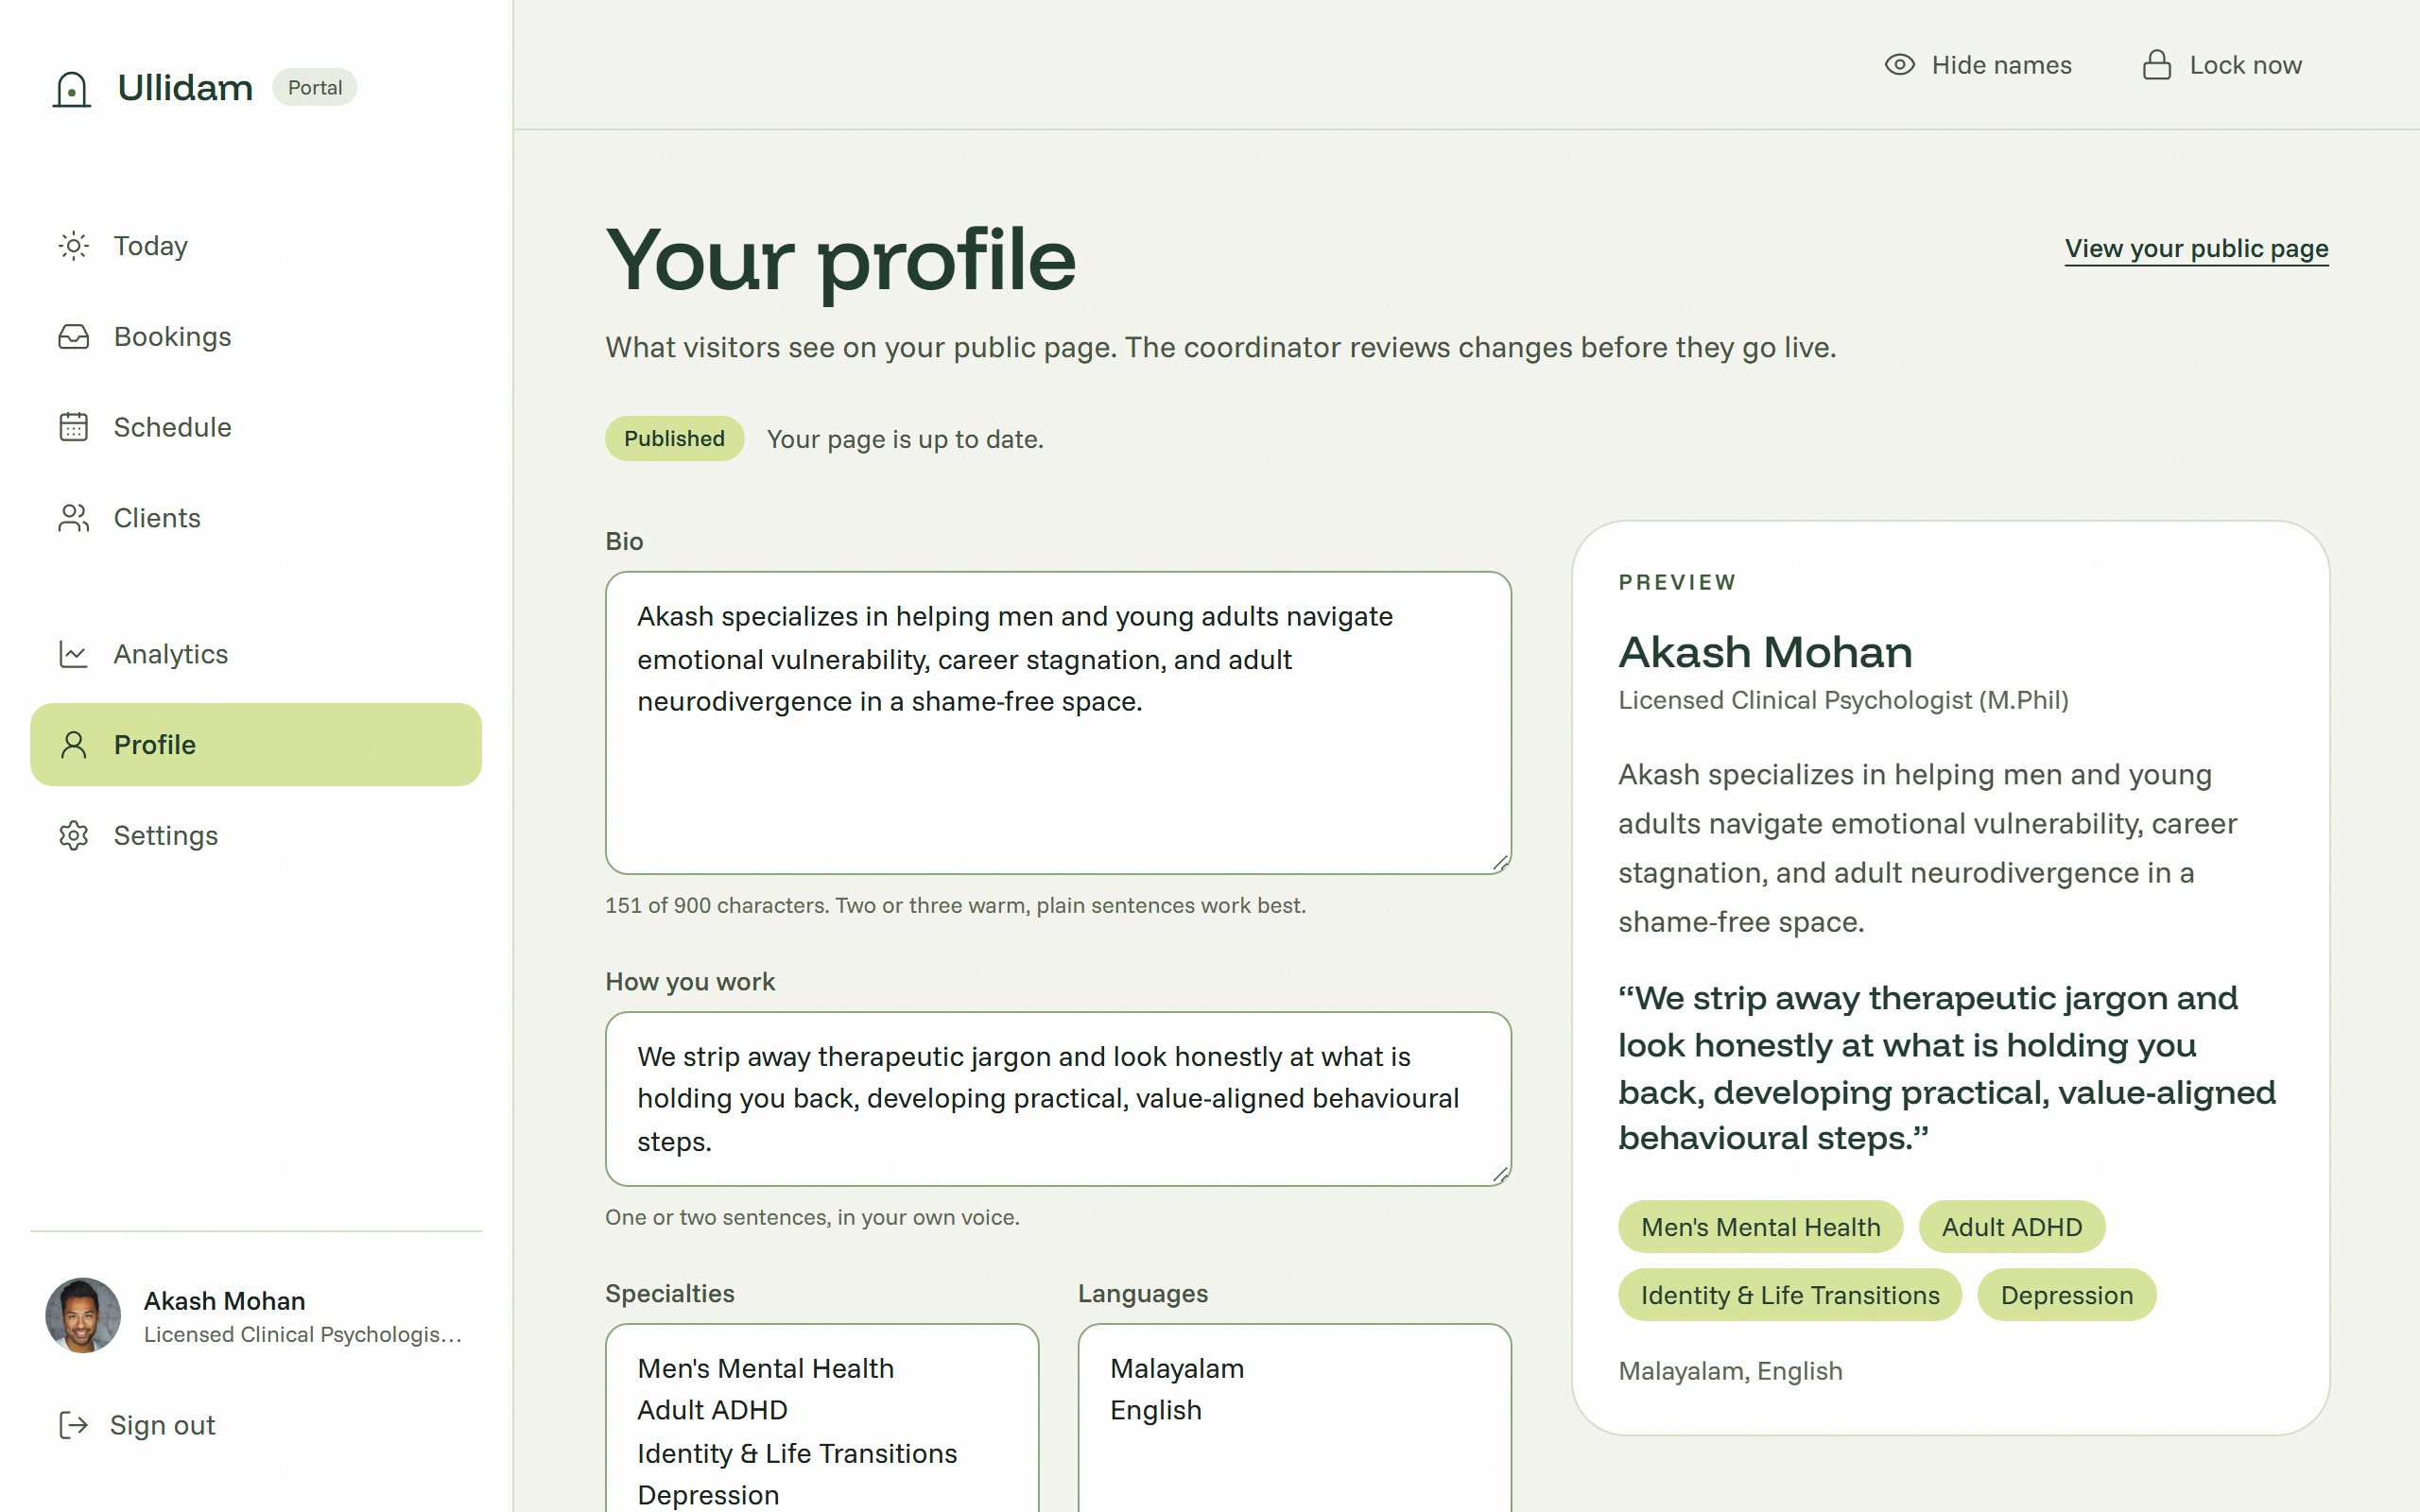 Ullidam
Portal
Today
Bookings
Schedule
Clients
Analytics
Profile
Settings
Akash Mohan
Licensed Clinical Psychologis…
Sign out
Hide names
Lock now
Your profile
View your public page
What visitors see on your public page. The coordinator reviews changes before they go live.
Published
Your page is up to date.
Bio
Akash specializes in helping men and young adults navigate
emotional vulnerability, career stagnation, and adult
neurodivergence in a shame-free space.
151 of 900 characters. Two or three warm, plain sentences work best.
How you work
We strip away therapeutic jargon and look honestly at what is
holding you back, developing practical, value-aligned behavioural
steps.
One or two sentences, in your own voice.
Specialties
Men's Mental Health
Adult ADHD
Identity & Life Transitions
Depression
Languages
Malayalam
English
PREVIEW
Akash Mohan
Licensed Clinical Psychologist (M.Phil)
Akash specializes in helping men and young
adults navigate emotional vulnerability, career
stagnation, and adult neurodivergence in a
shame-free space.
“We strip away therapeutic jargon and
look honestly at what is holding you
back, developing practical, value-aligned
behavioural steps.”
Men's Mental Health
Adult ADHD
Identity & Life Transitions
Depression
Malayalam, English